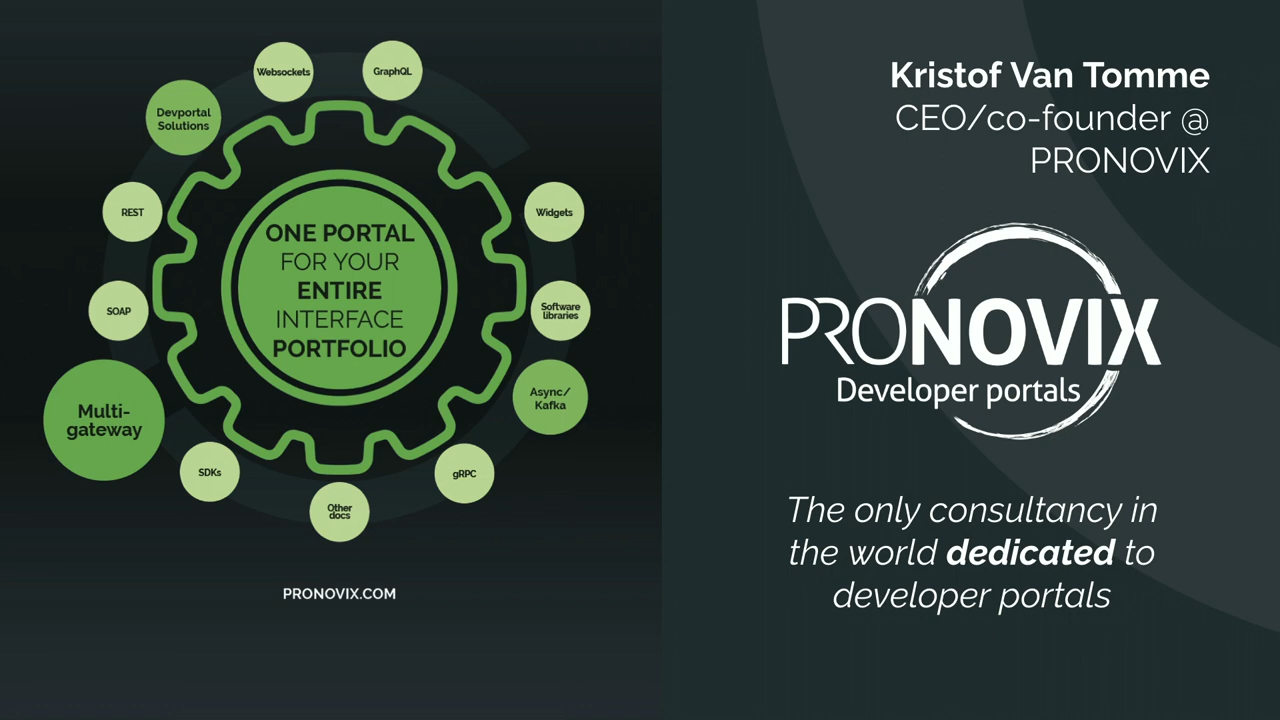 Websockets
GraphQL
Devportal
Solutions
REST
Widgets
SOAP
Software
libraries
Multi-
gateway
Async/
Kafka
SDKs
gRPC
Other
docs
ONE PORTAL
FOR YOUR
ENTIRE
INTERFACE
PORTFOLIO
PRONOVIX.COM
Kristof Van Tomme
CEO/co-founder @
PRONOVIX
PRONOVIX
Developer portals
The only consultancy in
the world dedicated to
developer portals